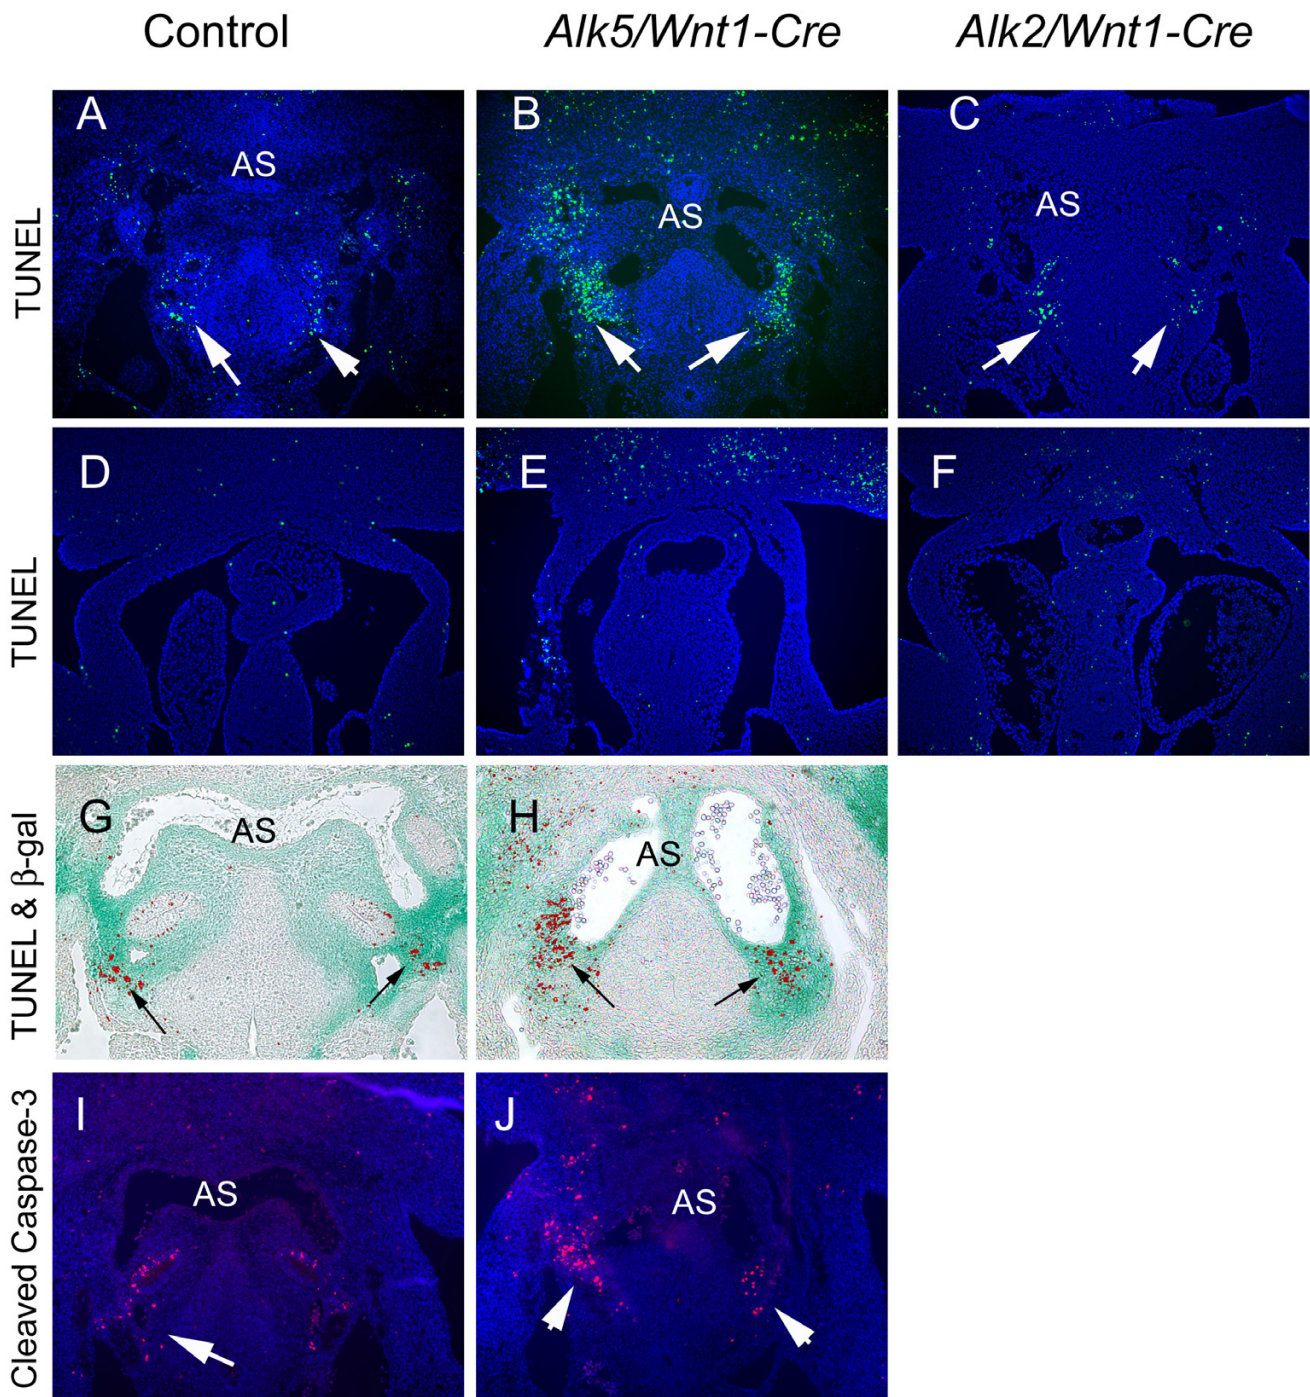 Control Alk5/Wnt1-Cre Alk2/Wnt1-Cre
TUNEL
A
AS
B
AS
C
AS
TUNEL
D
E
F
TUNEL & β-gal
G
AS
H
AS
Cleaved Caspase-3
I
AS
J
AS